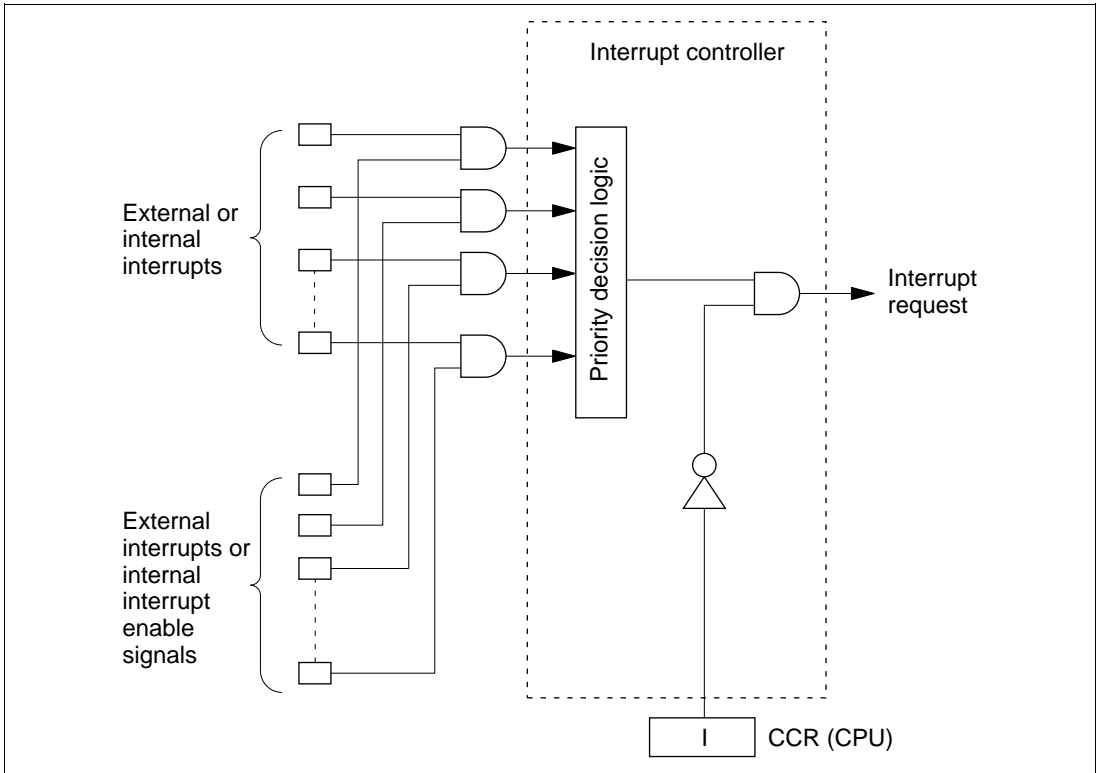 Interrupt controller
External or
internal
interrupts
Priority decision logic
Interrupt
request
External
interrupts or
internal
interrupt
enable
signals
I
CCR (CPU)